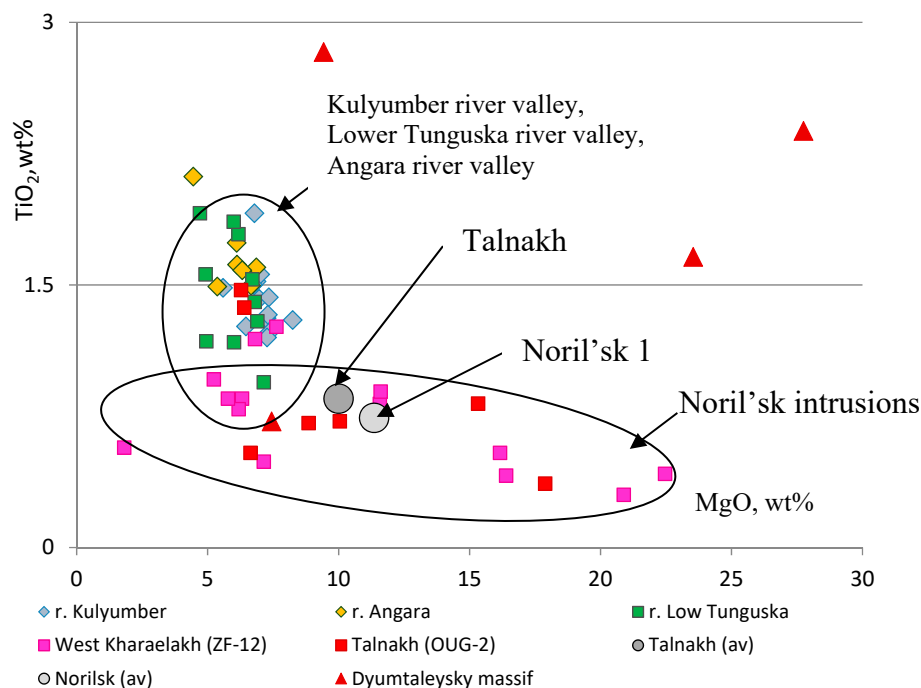 3
Kulyumber river valley,
Lower Tunguska river valley,
Angara river valley
TiO2,wt%
Talnakh
1.5
Noril'sk 1
Noril'sk intrusions
MgO, wt%
0
0 5 10 15 20 25 30
r. Kulyumber r. Angara r. Low Tunguska
West Kharaelakh (ZF-12) Talnakh (OUG-2) Talnakh (av)
Norilsk (av) Dyumtaleysky massif